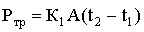 Pтр = K₁A(t₂ − t₁)